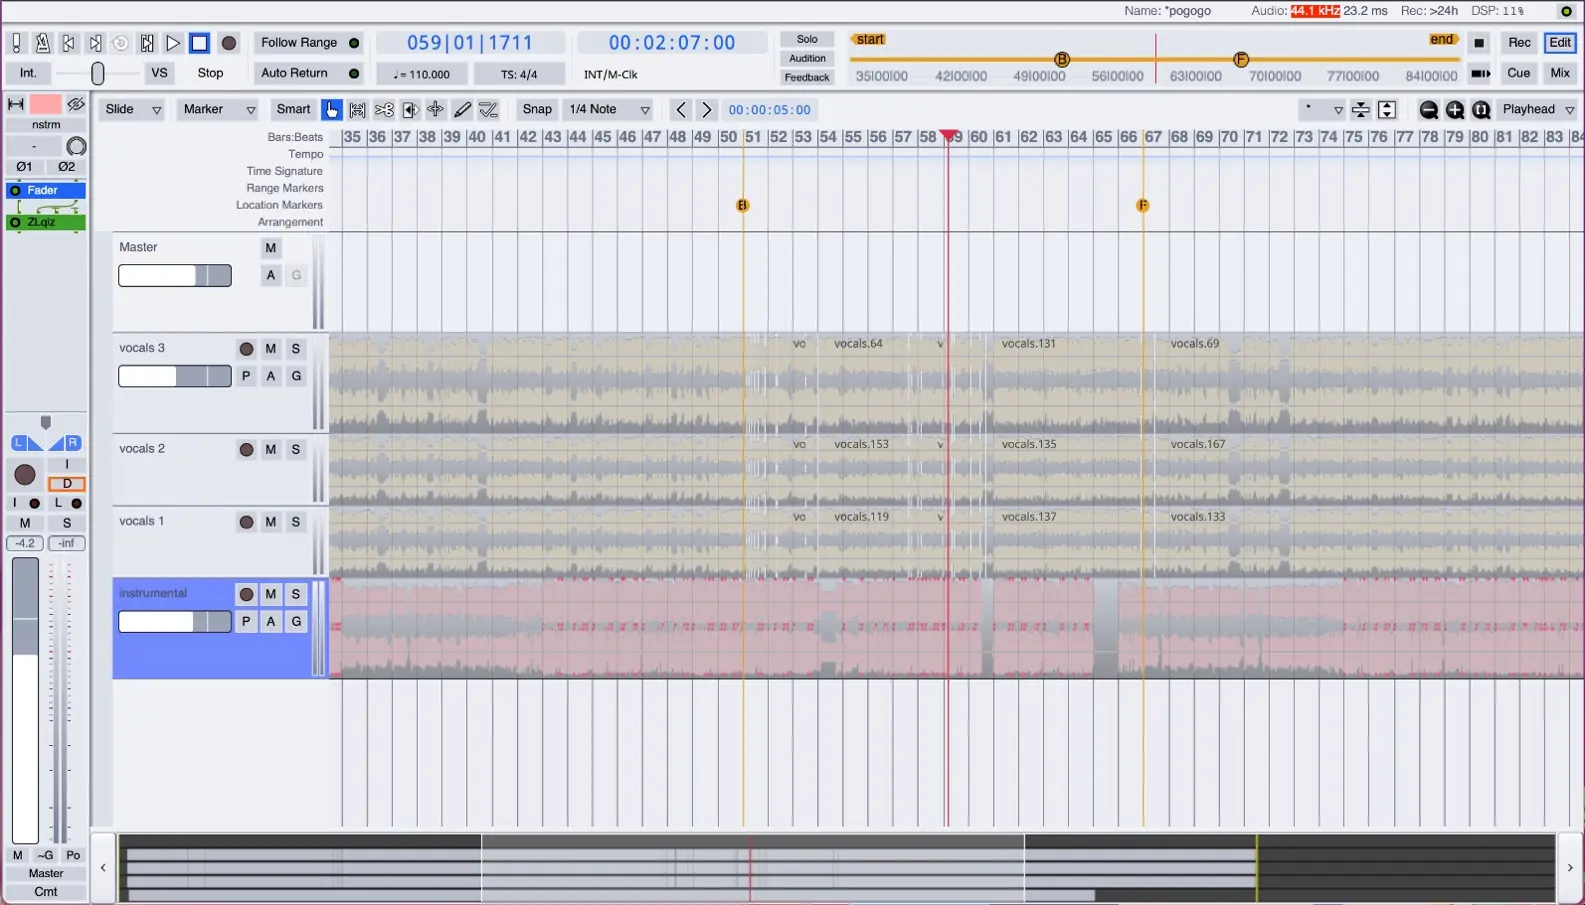 Name: *pogogo Audio: 44.1 kHz 23.2 ms Rec: >24h DSP: 11%
Follow Range 059|01|1711 00:02:07:00 Solo start end Rec Edit
Audition
Int. VS Stop Auto Return ♩= 110.000 TS: 4/4 INT/M-Clk Feedback 35|00|00 42|00|00 49|00|00 56|00|00 63|00|00 70|00|00 77|00|00 84|00|00 Cue Mix
B F
Slide Marker Smart Snap 1/4 Note 00:00:05:00 * Playhead
nstrm
-
Ø1 Ø2
Fader
ZLqiz
Bars:Beats 35 36 37 38 39 40 41 42 43 44 45 46 47 48 49 50 51 52 53 54 55 56 57 58 59 60 61 62 63 64 65 66 67 68 69 70 71 72 73 74 75 76 77 78 79 80 81 82 83 84
Tempo
Time Signature
Range Markers
Location Markers B F
Arrangement
Master M
A G
vocals 3 M S vo vocals.64 v vocals.131 vocals.69
P A G
vocals 2 M S vo vocals.153 v vocals.135 vocals.167
vocals 1 M S vo vocals.119 v vocals.137 vocals.133
instrumental M S
P A G
L R
I
D
I L
M S
-4.2 -inf
M ~G Po
Master
Cmt